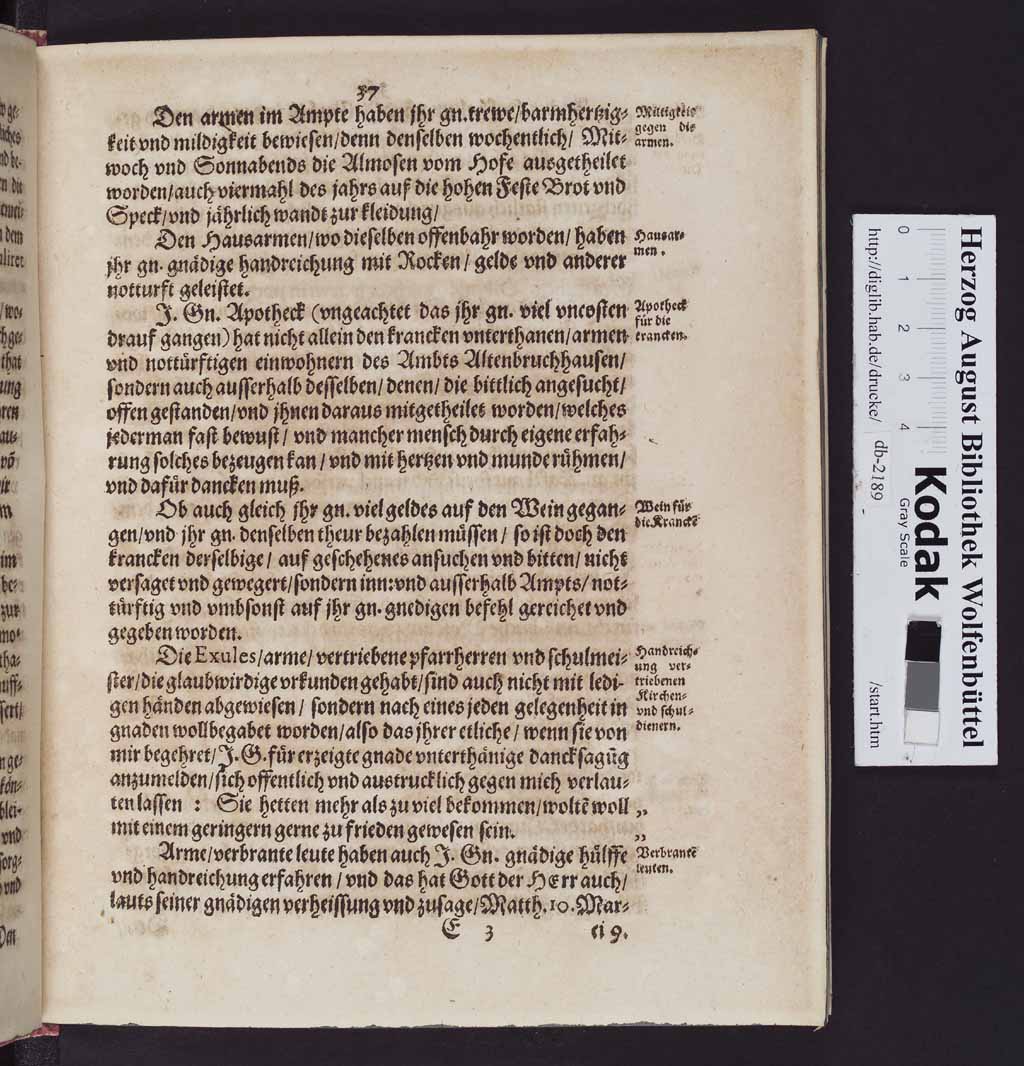 37
Den armen im Ampte haben jhr gn. trewe/barmhertzig-
keit vnd mildigkeit bewiesen/denn denselben wochentlich/ Mit-
woch vnd Sonnabends die Almosen vom Hofe ausgetheilet
worden/auch viermahl des jahrs auf die hohen Feste Brot vnd
Speck/vnd jährlich wandt zur kleidung/
Den Hausarmen/wo dieselben offenbahr worden/ haben
jhr gn. gnädige handreichung mit Rocken/ gelde vnd anderer
notturft geleistet.
J. Gn. Apotheck (vngeachtet das jhr gn. viel vncosten
drauf gangen) hat nicht allein den krancken vnterthanen/armen
vnd nottürftigen einwohnern des Ambts Altenbruchhausen/
sondern auch ausserhalb desselben/ denen/ die bittlich angesucht/
offen gestanden/vnd jhnen daraus mitgetheilet worden/welches
jederman fast bewust/ vnd mancher mensch durch eigene erfah-
rung solches bezeugen kan/ vnd mit hertzen vnd munde rühmen/
vnd dafür dancken muß.
Ob auch gleich jhr gn. viel geldes auf den Wein gegan-
gen/vnd jhr gn. denselben theur bezahlen müssen/ so ist doch den
krancken derselbige/ auf geschehenes ansuchen vnd bitten/ nicht
versaget vnd gewegert/sondern inn: vnd ausserhalb Ampts/ not-
türftig vnd vmbsonst auf jhr gn. gnedigen befehl gereichet vnd
gegeben worden.
Die Exules/arme/ vertriebene pfarrherren vnd schulmei-
ster/die glaubwirdige vrkunden gehabt/sind auch nicht mit ledi-
gen händen abgewiesen/ sondern nach eines jeden gelegenheit in
gnaden wollbegabet worden/also das jhrer etliche/ wenn sie von
mir begehret/J.G. für erzeigte gnade vnterthänige dancksagūg
anzumelden/sich offentlich vnd austrucklich gegen mich verlau-
ten lassen : Sie hetten mehr als zu viel bekommen/woltē woll
mit einem geringern gerne zu frieden gewesen sein.
Arme/verbrante leute haben auch J. Gn. gnädige hülffe
vnd handreichung erfahren/ vnd das hat Gott der HErr auch/
lauts seiner gnädigen verheissung vnd zusage/Matth. 10. Mar-
E 3 ci 9.
Miltigkeit
gegen die
armen.
Hausar-
men.
Apotheck
für die
krancken.
Wein für
die Kranckē
Handreich-
ung ver-
triebenen
Kirchen-
vnd schul-
dienern.
„
„
Verbrantē
leuten.
Herzog August Bibliothek Wolfenbüttel
http://diglib.hab.de/drucke/ db-2189 /start.htm
0 1 2 3 4
Kodak
Gray Scale